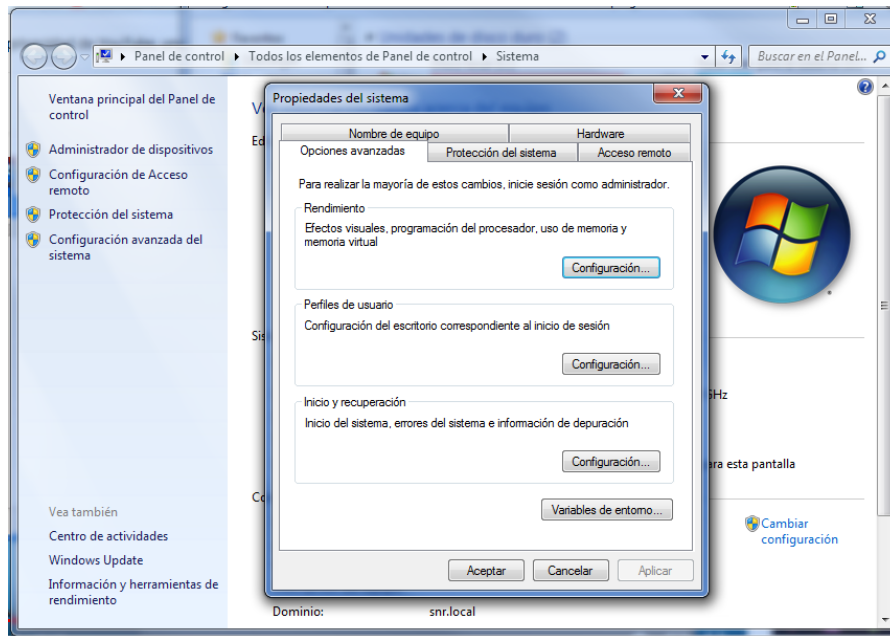 Panel de control
Todos los elementos de Panel de control
Sistema
Buscar en el Panel...
Ventana principal del Panel de
control
Administrador de dispositivos
Configuración de Acceso
remoto
Protección del sistema
Configuración avanzada del
sistema
Vea también
Centro de actividades
Windows Update
Información y herramientas de
rendimiento
Propiedades del sistema
Nombre de equipo
Hardware
Opciones avanzadas
Protección del sistema
Acceso remoto
Para realizar la mayoría de estos cambios, inicie sesión como administrador.
Rendimiento
Efectos visuales, programación del procesador, uso de memoria y
memoria virtual
Configuración...
Perfiles de usuario
Configuración del escritorio correspondiente al inicio de sesión
Configuración...
Inicio y recuperación
Inicio del sistema, errores del sistema e información de depuración
Configuración...
Variables de entorno...
Aceptar
Cancelar
Aplicar
GHz
esta pantalla
Cambiar
configuración
Dominio:
snr.local